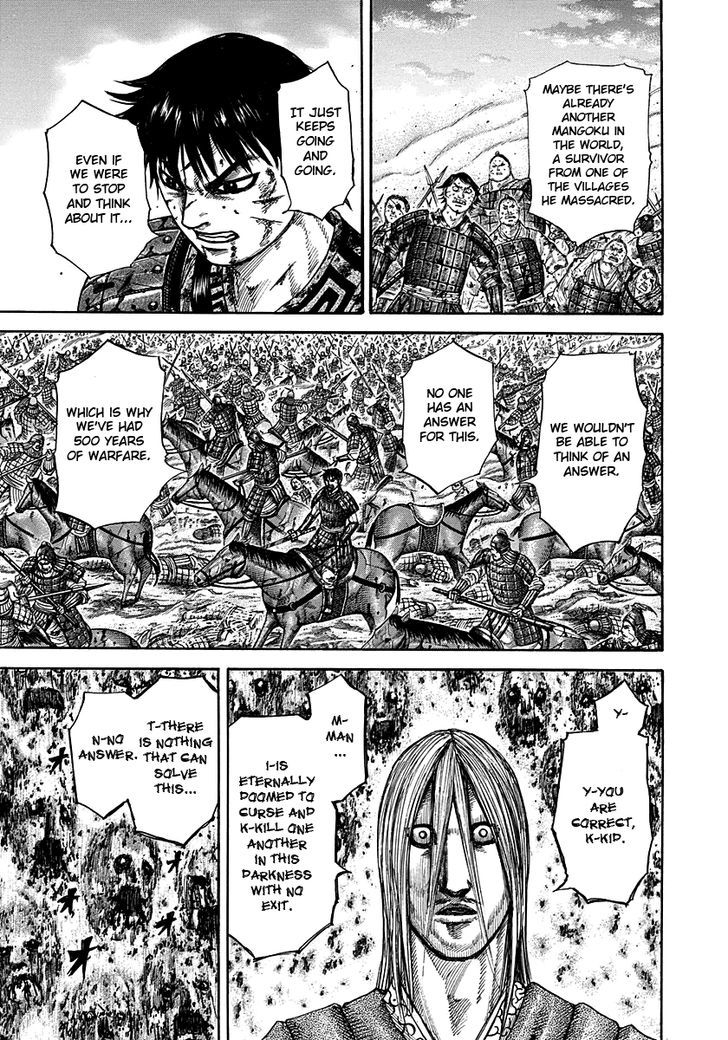 MAYBE THERE'S
ALREADY
ANOTHER
MANGOKU IN
THE WORLD,
A SURVIVOR
FROM ONE OF
THE VILLAGES
HE MASSACRED.
IT JUST
KEEPS
GOING
AND
GOING.
EVEN IF
WE WERE
TO STOP
AND THINK
ABOUT IT...
WE WOULDN'T
BE ABLE TO
THINK OF AN
ANSWER.
NO ONE
HAS AN
ANSWER
FOR THIS.
WHICH IS WHY
WE'VE HAD
500 YEARS
OF
WARFARE.
Y-
Y-YOU
ARE
CORRECT,
K-KID.
M-
MAN
...
I-IS
ETERNALLY
DOOMED TO
CURSE AND
K-KILL ONE
ANOTHER
IN THIS
DARKNESS
WITH NO
EXIT.
T-THERE
IS NOTHING
THAT CAN
SOLVE
THIS...
N-NO
ANSWER.
オ
オ
オ